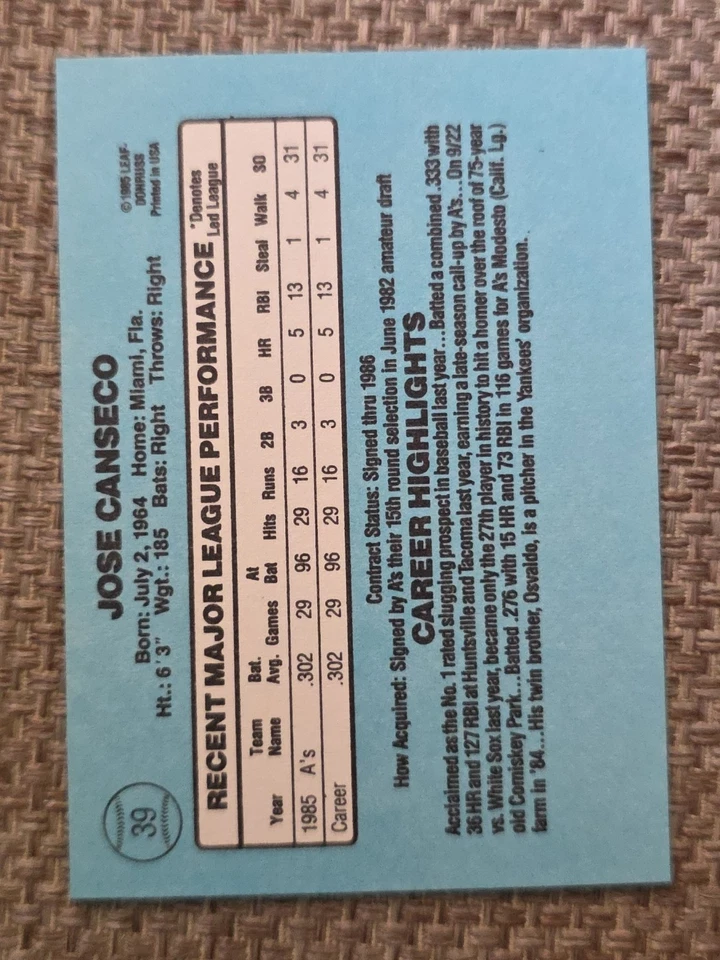 39
JOSE CANSECO
© 1985 LEAF-
DONRUSS
Printed in USA
Born: July 2, 1964 Home: Miami, Fla.
Ht.: 6'3" Wgt.: 185 Bats: Right Throws: Right
RECENT MAJOR LEAGUE PERFORMANCE
*Denotes
Led League
Year Team Name Bat. Avg. Games At Bat Hits Runs 2B 3B HR RBI Steal Walk SO
1985 A's .302 29 96 29 16 3 0 5 13 1 4 31
Career .302 29 96 29 16 3 0 5 13 1 4 31
Contract Status: Signed thru 1986
How Acquired: Signed by A's their 15th round selection in June 1982 amateur draft
CAREER HIGHLIGHTS
Acclaimed as the No. 1 rated slugging prospect in baseball last year...Batted a combined .333 with
36 HR and 127 RBI at Huntsville and Tacoma last year, earning a late-season call-up by A's...On 9/22
vs. White Sox last year, became only the 27th player in history to hit a homer over the roof of 75-year
old Comiskey Park...Batted .276 with 15 HR and 73 RBI in 116 games for A's Modesto (Calif. Lg.)
farm in '84...His twin brother, Osvaldo, is a pitcher in the Yankees' organization.